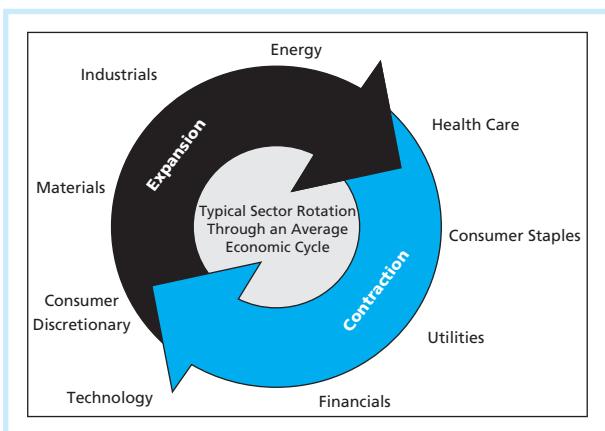 Energy
Industrials
Health Care
Expansion
Materials
Typical Sector Rotation
Through an Average
Economic Cycle
Consumer Staples
Consumer
Discretionary
Contraction
Utilities
Technology
Financials